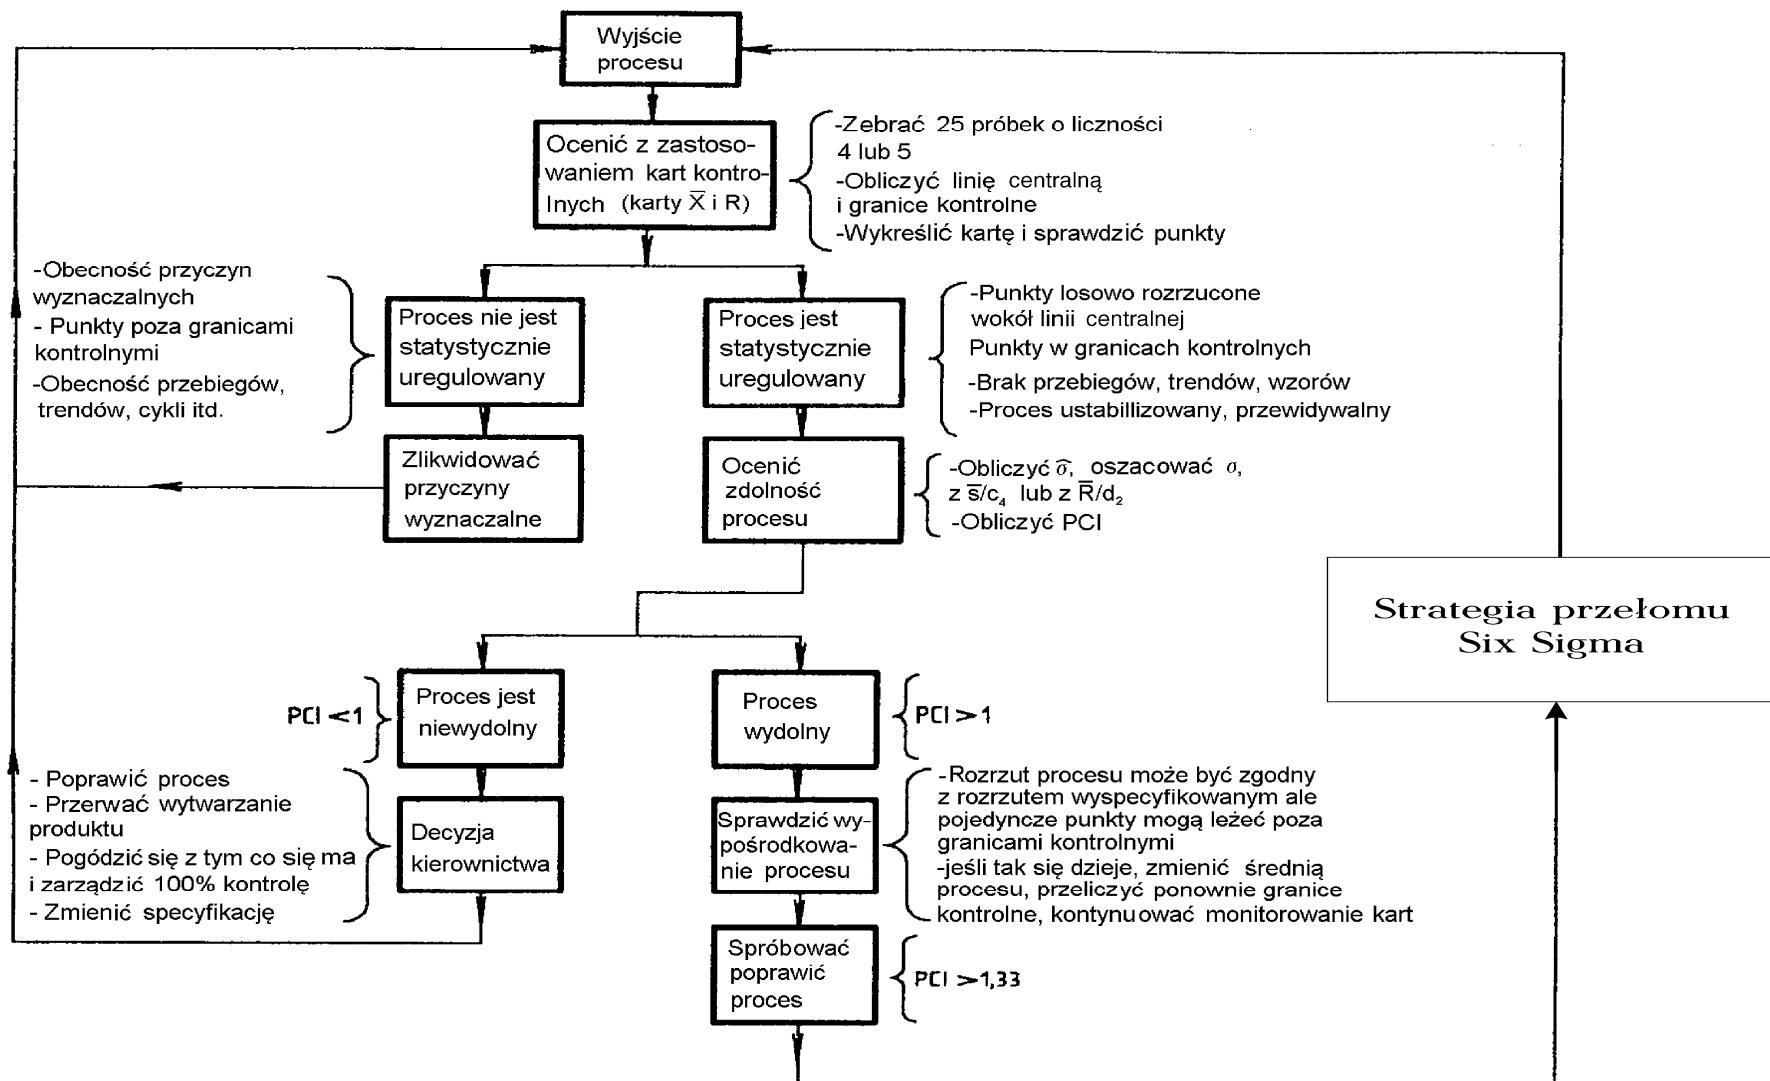 Wyjście
procesu
Ocenić z zastoso-
waniem kart kontro-
lnych (karty X̅ i R)
-Zebrać 25 próbek o liczności
4 lub 5
-Obliczyć linię centralną
i granice kontrolne
-Wykreślić kartę i sprawdzić punkty
-Obecność przyczyn
wyznaczalnych
- Punkty poza granicami
kontrolnymi
-Obecność przebiegów,
trendów, cykli itd.
Proces nie jest
statystycznie
uregulowany
Proces jest
statystycznie
uregulowany
-Punkty losowo rozrzucone
wokół linii centralnej
Punkty w granicach kontrolnych
-Brak przebiegów, trendów, wzorów
-Proces ustabillizowany, przewidywalny
Zlikwidować
przyczyny
wyznaczalne
Ocenić
zdolność
procesu
-Obliczyć σ̂, oszacować σ,
z s̅/c₄ lub z R̅/d₂
-Obliczyć PCI
Strategia przełomu
Six Sigma
PCI <1
Proces jest
niewydolny
Proces
wydolny
PCI >1
- Poprawić proces
- Przerwać wytwarzanie
produktu
- Pogódzić się z tym co się ma
i zarządzić 100% kontrolę
- Zmienić specyfikację
Decyzja
kierownictwa
Sprawdzić wy-
pośrodkowa-
nie procesu
-Rozrzut procesu może być zgodny
z rozrzutem wyspecyfikowanym ale
pojedyncze punkty mogą leżeć poza
granicami kontrolnymi
-jeśli tak się dzieje, zmienić średnią
procesu, przeliczyć ponownie granice
kontrolne, kontynuować monitorowanie kart
Spróbować
poprawić
proces
PCI >1,33